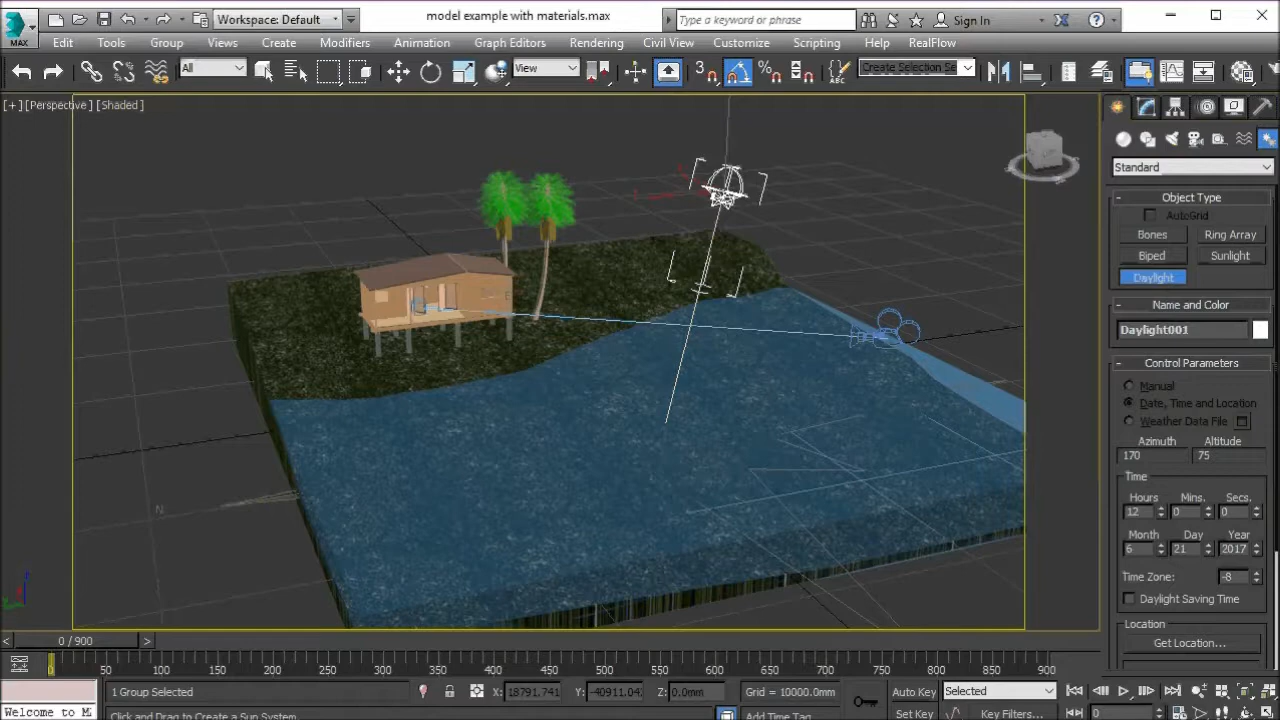 Workspace: Default
model example with materials.max
Type a keyword or phrase
Sign In
MAX
Edit Tools Group Views Create Modifiers Animation Graph Editors Rendering Civil View Customize Scripting Help RealFlow
All
View
3
%
ABC
Create Selection Se
[+] [Perspective] [Shaded]
Standard
Object Type
AutoGrid
Bones Ring Array
Biped Sunlight
Daylight
Name and Color
Daylight001
Control Parameters
Manual
Date, Time and Location
Weather Data File
Azimuth Altitude
170 75
Time
Hours Mins. Secs.
12 0 0
Month Day Year
6 21 2017
Time Zone: -8
Daylight Saving Time
Location
Get Location...
N
< 0 / 900 >
0 50 100 150 200 250 300 350 400 450 500 550 600 650 700 750 800 850 900
1 Group Selected
X: 18791.741 Y: -40911.04 Z: 0.0mm Grid = 10000.0mm
Auto Key Selected
Welcome to M
Click and Drag to Create a Sun System.
Add Time Tag
Set Key Key Filters... 0